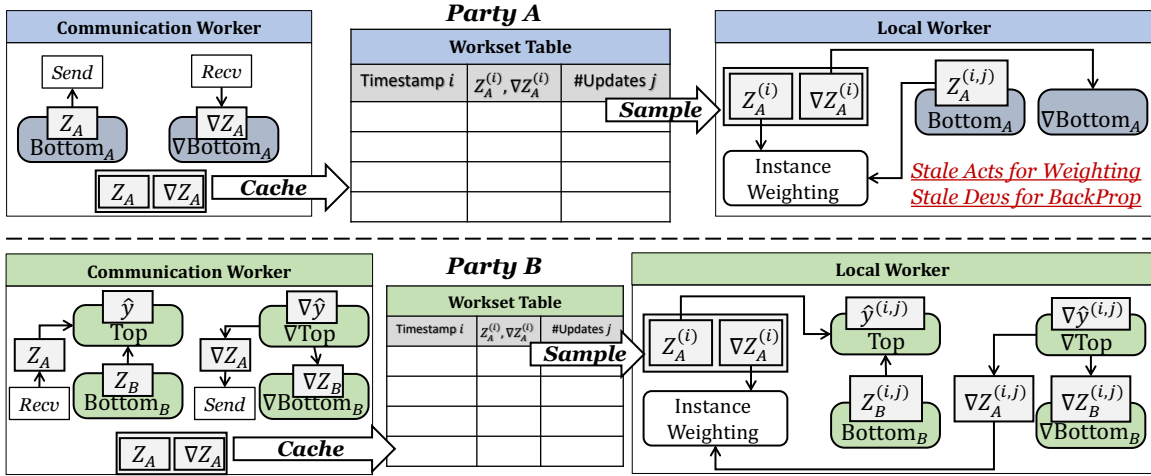 Party A
Communication Worker
Send
Recv
Z_A
∇Z_A
Bottom_A
∇Bottom_A
Z_A
∇Z_A
Cache
Workset Table
Timestamp i
Z_A^{(i)}, ∇Z_A^{(i)}
#Updates j
Sample
Local Worker
Z_A^{(i)}
∇Z_A^{(i)}
Z_A^{(i,j)}
Bottom_A
∇Bottom_A
Instance
Weighting
Stale Acts for Weighting
Stale Devs for BackProp
Party B
Communication Worker
ŷ
Top
∇ŷ
∇Top
Z_A
∇Z_A
Z_B
∇Z_B
Recv
Bottom_B
Send
∇Bottom_B
Z_A
∇Z_A
Cache
Workset Table
Timestamp i
Z_A^{(i)}, ∇Z_A^{(i)}
#Updates j
Sample
Local Worker
Z_A^{(i)}
∇Z_A^{(i)}
ŷ^{(i,j)}
Top
∇ŷ^{(i,j)}
∇Top
Instance
Weighting
Z_B^{(i,j)}
Bottom_B
∇Z_A^{(i,j)}
∇Z_B^{(i,j)}
∇Bottom_B